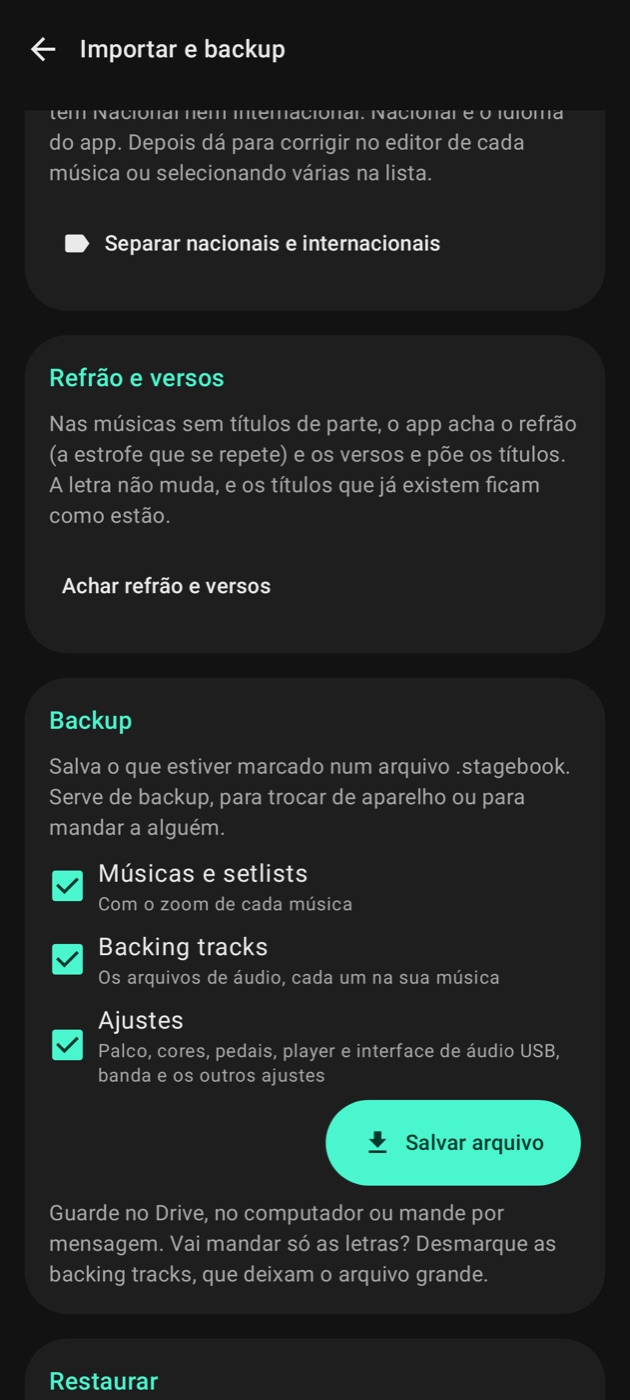 Importar e backup
tem Nacional nem Internacional. Nacional é o idioma
do app. Depois dá para corrigir no editor de cada
música ou selecionando várias na lista.
Separar nacionais e internacionais
Refrão e versos
Nas músicas sem títulos de parte, o app acha o refrão
(a estrofe que se repete) e os versos e põe os títulos.
A letra não muda, e os títulos que já existem ficam
como estão.
Achar refrão e versos
Backup
Salva o que estiver marcado num arquivo .stagebook.
Serve de backup, para trocar de aparelho ou para
mandar a alguém.
Músicas e setlists
Com o zoom de cada música
Backing tracks
Os arquivos de áudio, cada um na sua música
Ajustes
Palco, cores, pedais, player e interface de áudio USB,
banda e os outros ajustes
Salvar arquivo
Guarde no Drive, no computador ou mande por
mensagem. Vai mandar só as letras? Desmarque as
backing tracks, que deixam o arquivo grande.
Restaurar